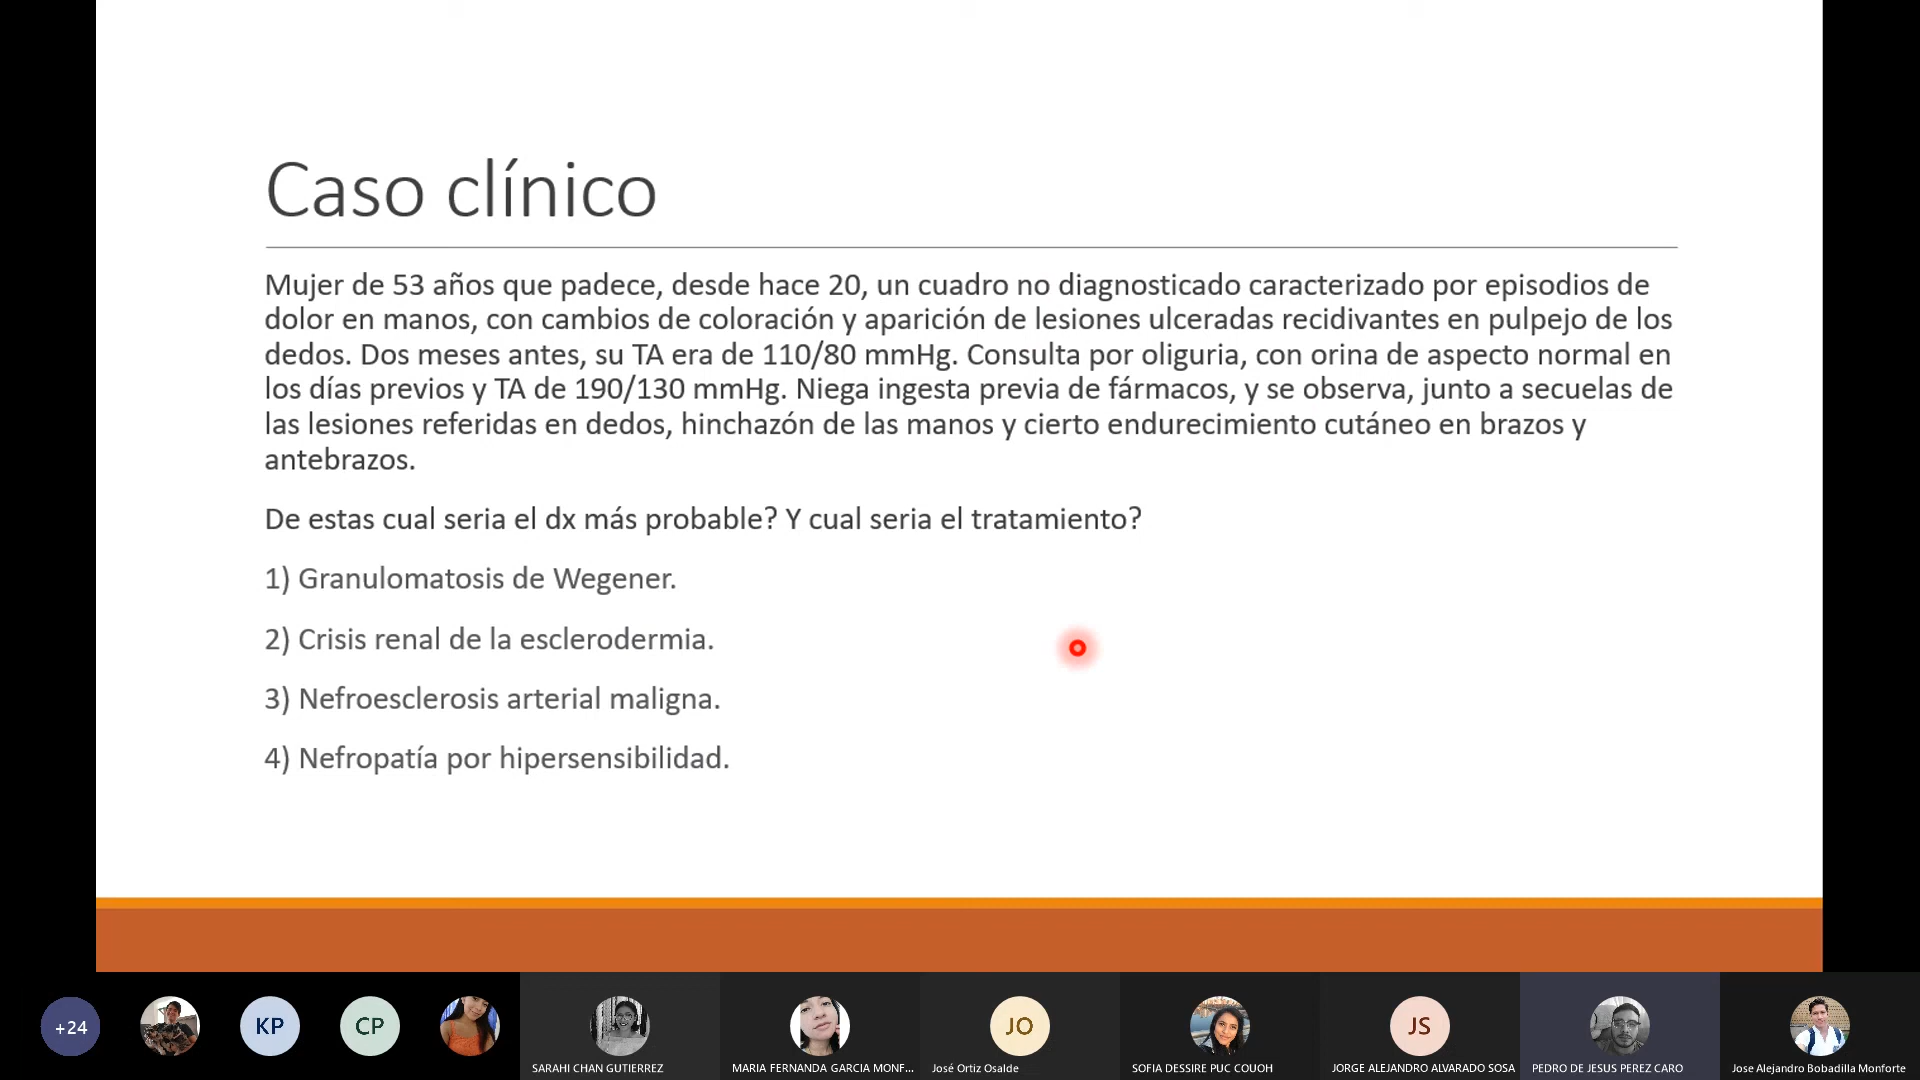 Caso clínico
Mujer de 53 años que padece, desde hace 20, un cuadro no diagnosticado caracterizado por episodios de
dolor en manos, con cambios de coloración y aparición de lesiones ulceradas recidivantes en pulpejo de los
dedos. Dos meses antes, su TA era de 110/80 mmHg. Consulta por oliguria, con orina de aspecto normal en
los días previos y TA de 190/130 mmHg. Niega ingesta previa de fármacos, y se observa, junto a secuelas de
las lesiones referidas en dedos, hinchazón de las manos y cierto endurecimiento cutáneo en brazos y
antebrazos.
De estas cual seria el dx más probable? Y cual seria el tratamiento?
1) Granulomatosis de Wegener.
2) Crisis renal de la esclerodermia.
3) Nefroesclerosis arterial maligna.
4) Nefropatía por hipersensibilidad.
+24
KP
CP
JO
JS
SARAHI CHAN GUTIERREZ
MARIA FERNANDA GARCIA MONF...
José Ortiz Osalde
SOFIA DESSIRE PUC COUOH
JORGE ALEJANDRO ALVARADO SOSA
PEDRO DE JESUS PEREZ CARO
Jose Alejandro Bobadilla Monforte